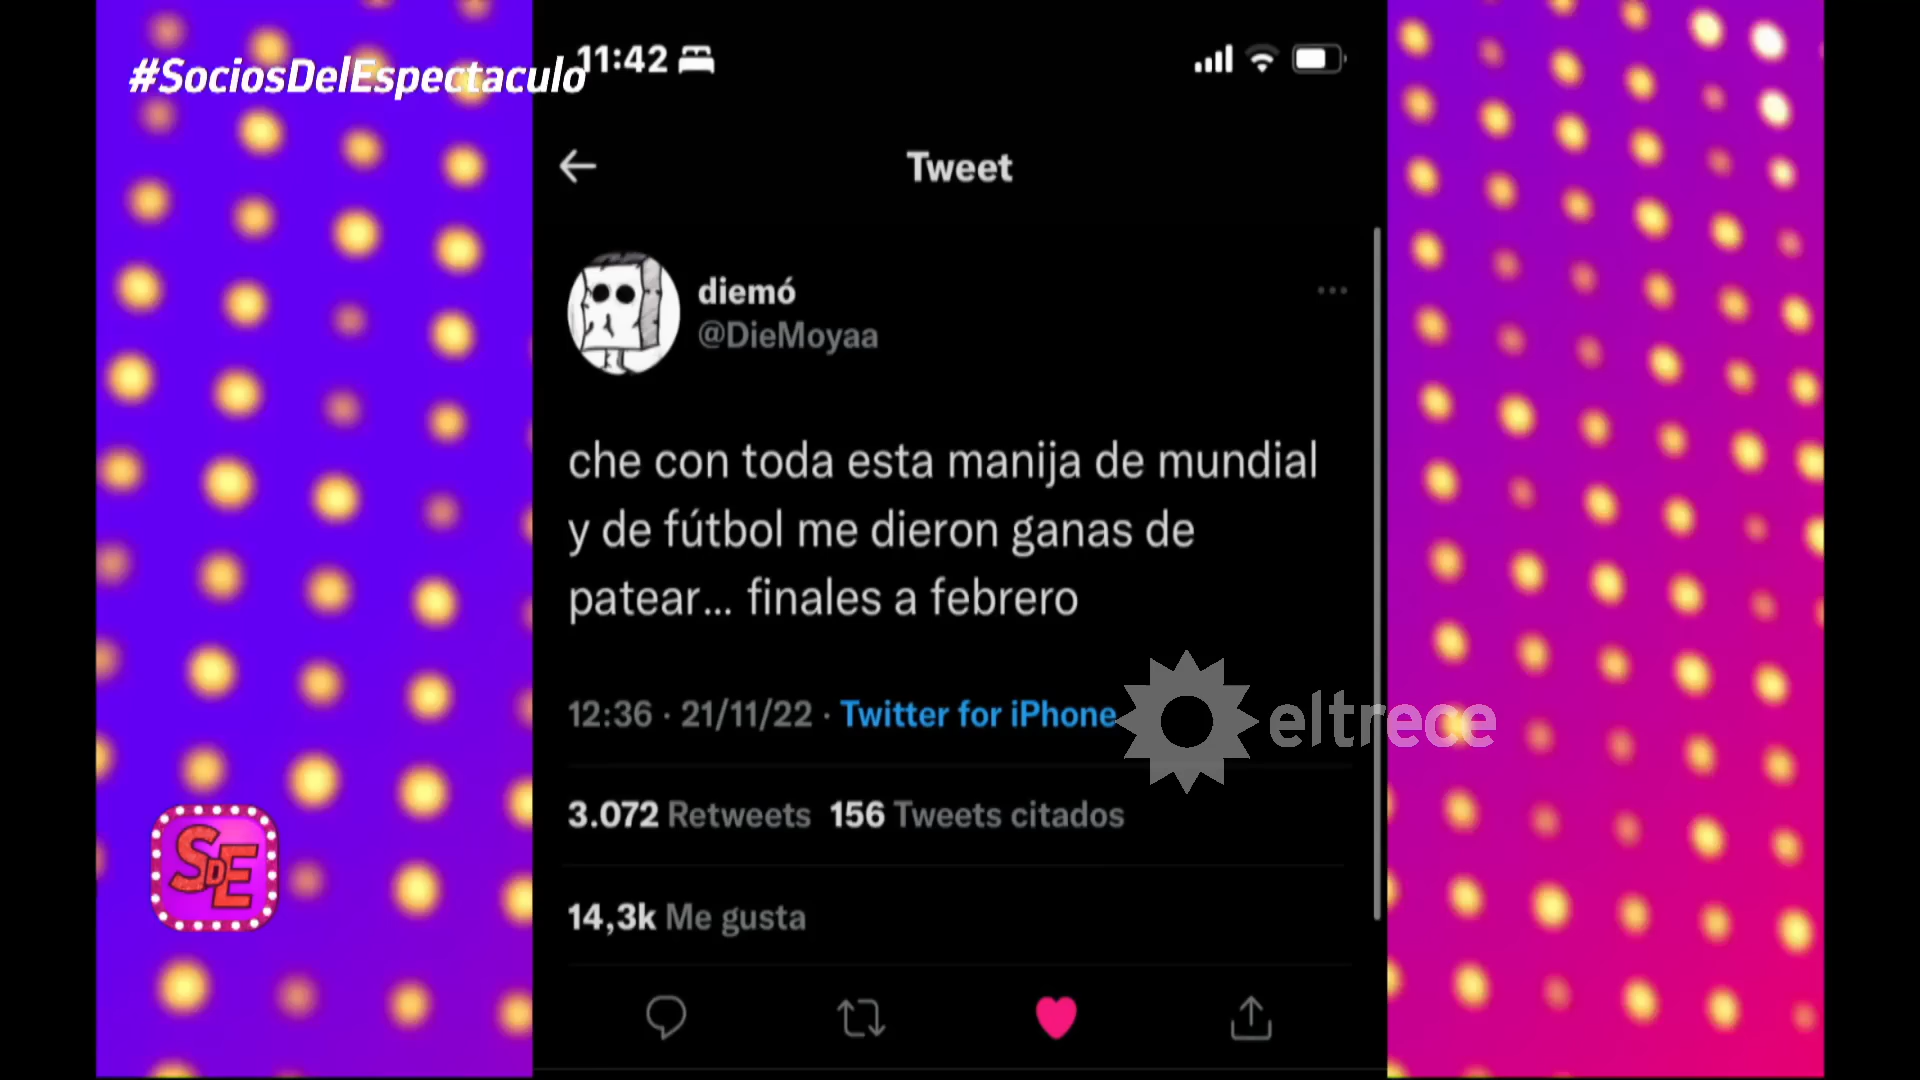 #SociosDelEspectaculo
11:42
Tweet
diemó
@DieMoyaa
...
che con toda esta manija de mundial
y de fútbol me dieron ganas de
patear... finales a febrero
12:36 · 21/11/22 · Twitter for iPhone
eltrece
3.072 Retweets 156 Tweets citados
SDE
14,3k Me gusta